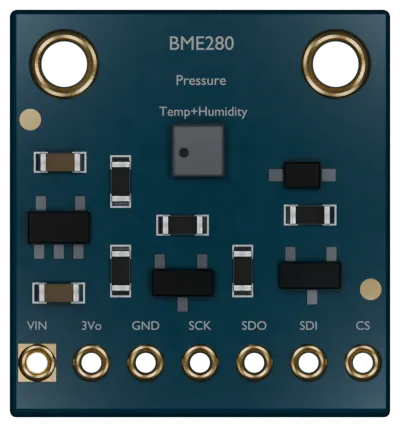 BME280
Pressure
Temp+Humidity
VIN 3Vo GND SCK SDO SDI CS